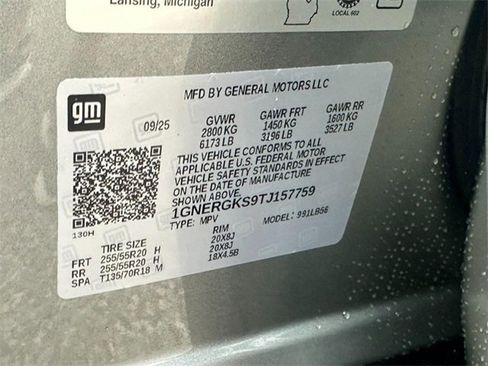 Lansing, Michigan
LOCAL 602
gm
MFD BY GENERAL MOTORS LLC
09/25 GVWR GAWR FRT GAWR RR
2800 KG 1450 KG 1600 KG
6173 LB 3196 LB 3527 LB
THIS VEHICLE CONFORMS TO ALL
APPLICABLE U.S. FEDERAL MOTOR
VEHICLE SAFETY STANDARDS IN EFFECT
ON THE DATE OF MANUFACTURE
SHOWN ABOVE.
1GNERGKS9TJ157759
130H TYPE: MPV MODEL: 991LB56
TIRE SIZE RIM
FRT 255/55R20 H 20X8J
RR 255/55R20 H 20X8J
SPA T135/70R18 M 18X4.5B